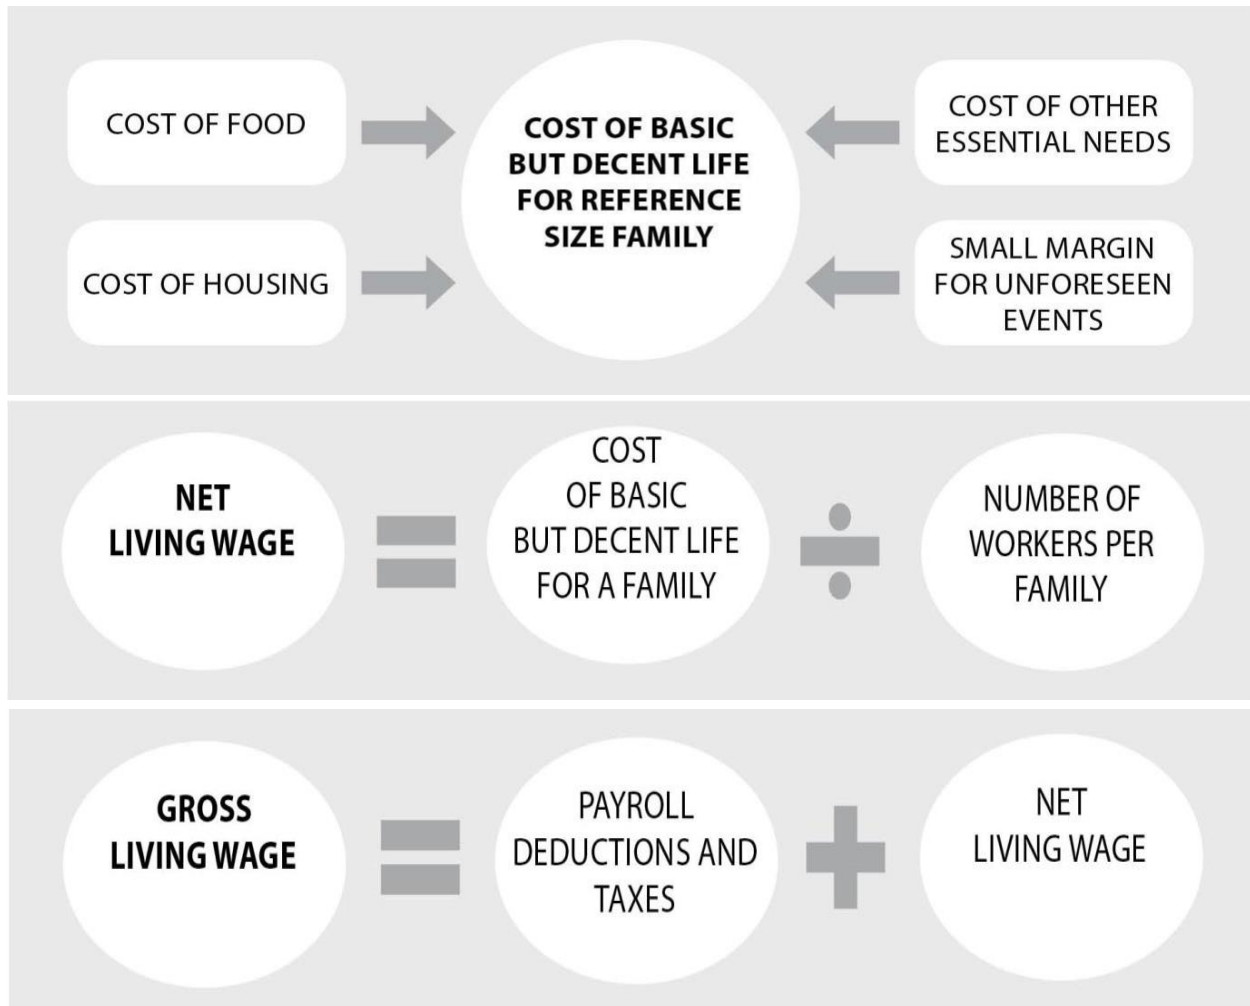 COST OF FOOD
COST OF HOUSING
COST OF BASIC
BUT DECENT LIFE
FOR REFERENCE
SIZE FAMILY
COST OF OTHER
ESSENTIAL NEEDS
SMALL MARGIN
FOR UNFORESEEN
EVENTS
NET
LIVING WAGE
=
COST
OF BASIC
BUT DECENT LIFE
FOR A FAMILY
÷
NUMBER OF
WORKERS PER
FAMILY
GROSS
LIVING WAGE
=
PAYROLL
DEDUCTIONS AND
TAXES
+
NET
LIVING WAGE